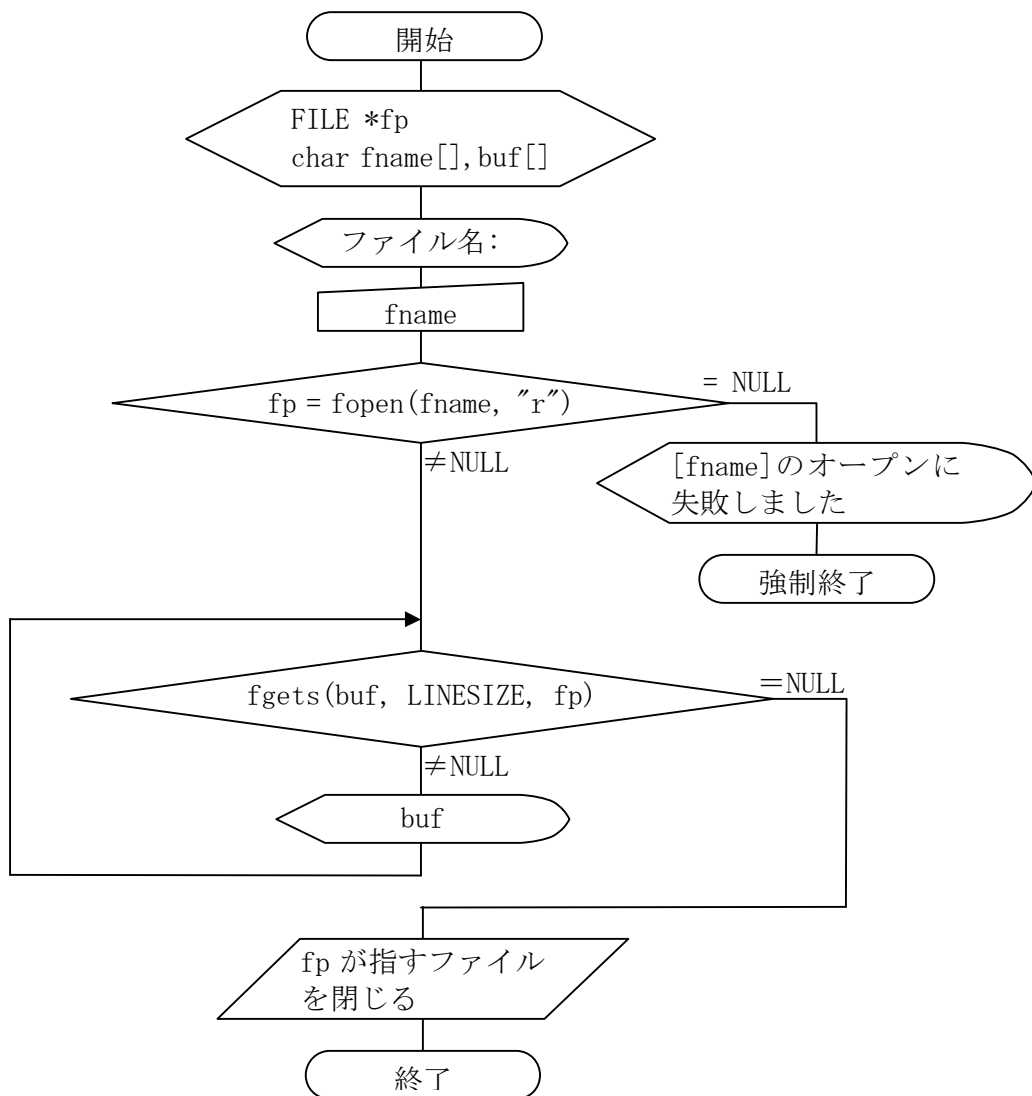 開始
FILE *fp
char fname[],buf[]
ファイル名:
fname
fp = fopen(fname, "r")
= NULL
≠NULL
[fname]のオープンに
失敗しました
強制終了
fgets(buf, LINESIZE, fp)
=NULL
≠NULL
buf
fp が指すファイル
を閉じる
終了